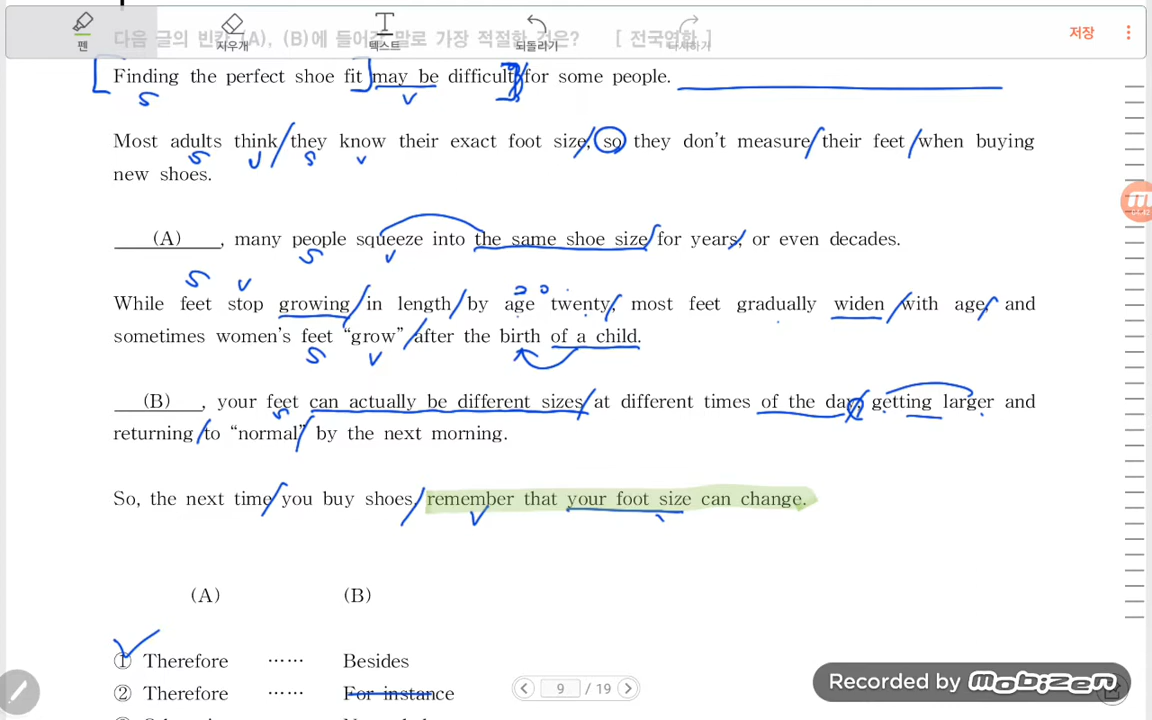 펜
지우개
텍스트
되돌리기
다시하기
저장
다음 글의 빈칸 (A), (B)에 들어갈 말로 가장 적절한 것은? [전국연합]
Finding the perfect shoe fit may be difficult for some people.
S V
Most adults think they know their exact foot size, so they don't measure their feet when buying
S V S V
new shoes.
(A) , many people squeeze into the same shoe size for years, or even decades.
S V
S V 20
While feet stop growing in length by age twenty, most feet gradually widen with age, and
sometimes women's feet “grow” after the birth of a child.
S V
(B) , your feet can actually be different sizes at different times of the day, getting larger and
S
returning to “normal” by the next morning.
So, the next time you buy shoes, remember that your foot size can change.
V
(A) (B)
① Therefore …… Besides
② Therefore …… For instance
9 / 19
Recorded by mobizen